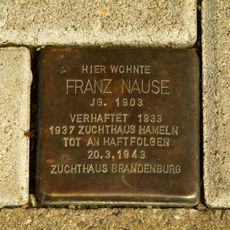 HIER WOHNTE
FRANZ NAUSE
JG. 1903
VERHAFTET 1933
1937 ZUCHTHAUS HAMELN
TOT AN HAFTFOLGEN
20.3.1943
ZUCHTHAUS BRANDENBURG